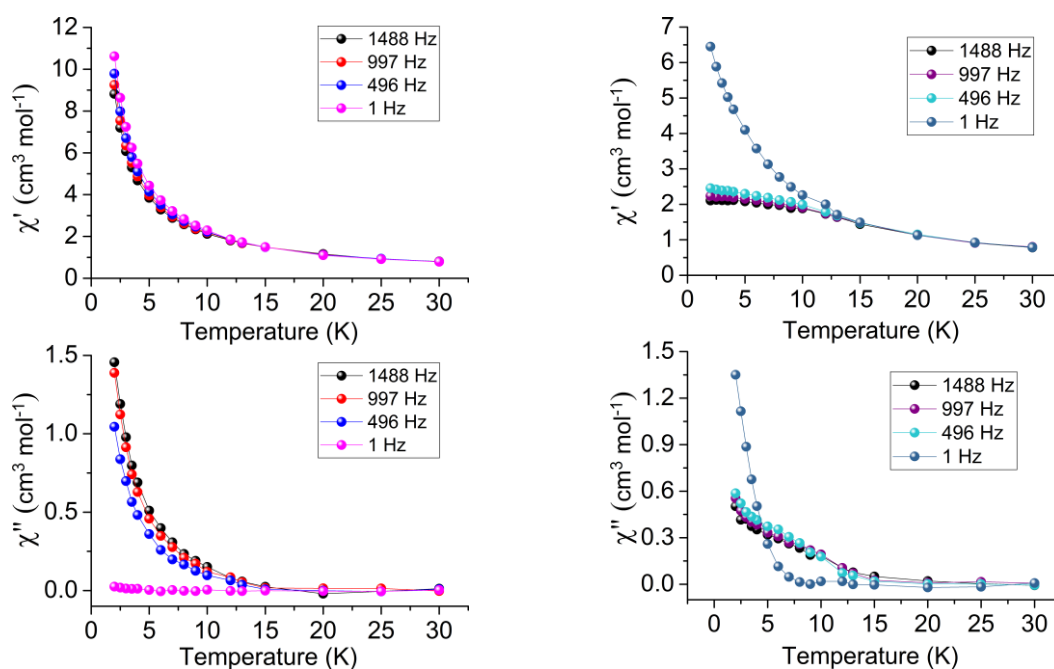 12
10
8
6
4
2
0
χ′ (cm³ mol⁻¹)
1488 Hz
997 Hz
496 Hz
1 Hz
0 5 10 15 20 25 30
Temperature (K)
7
6
5
4
3
2
1
0
χ′ (cm³ mol⁻¹)
1488 Hz
997 Hz
496 Hz
1 Hz
0 5 10 15 20 25 30
Temperature (K)
1.5
1.0
0.5
0.0
χ″ (cm³ mol⁻¹)
1488 Hz
997 Hz
496 Hz
1 Hz
0 5 10 15 20 25 30
Temperature (K)
1.5
1.2
0.9
0.6
0.3
0.0
χ″ (cm³ mol⁻¹)
1488 Hz
997 Hz
496 Hz
1 Hz
0 5 10 15 20 25 30
Temperature (K)